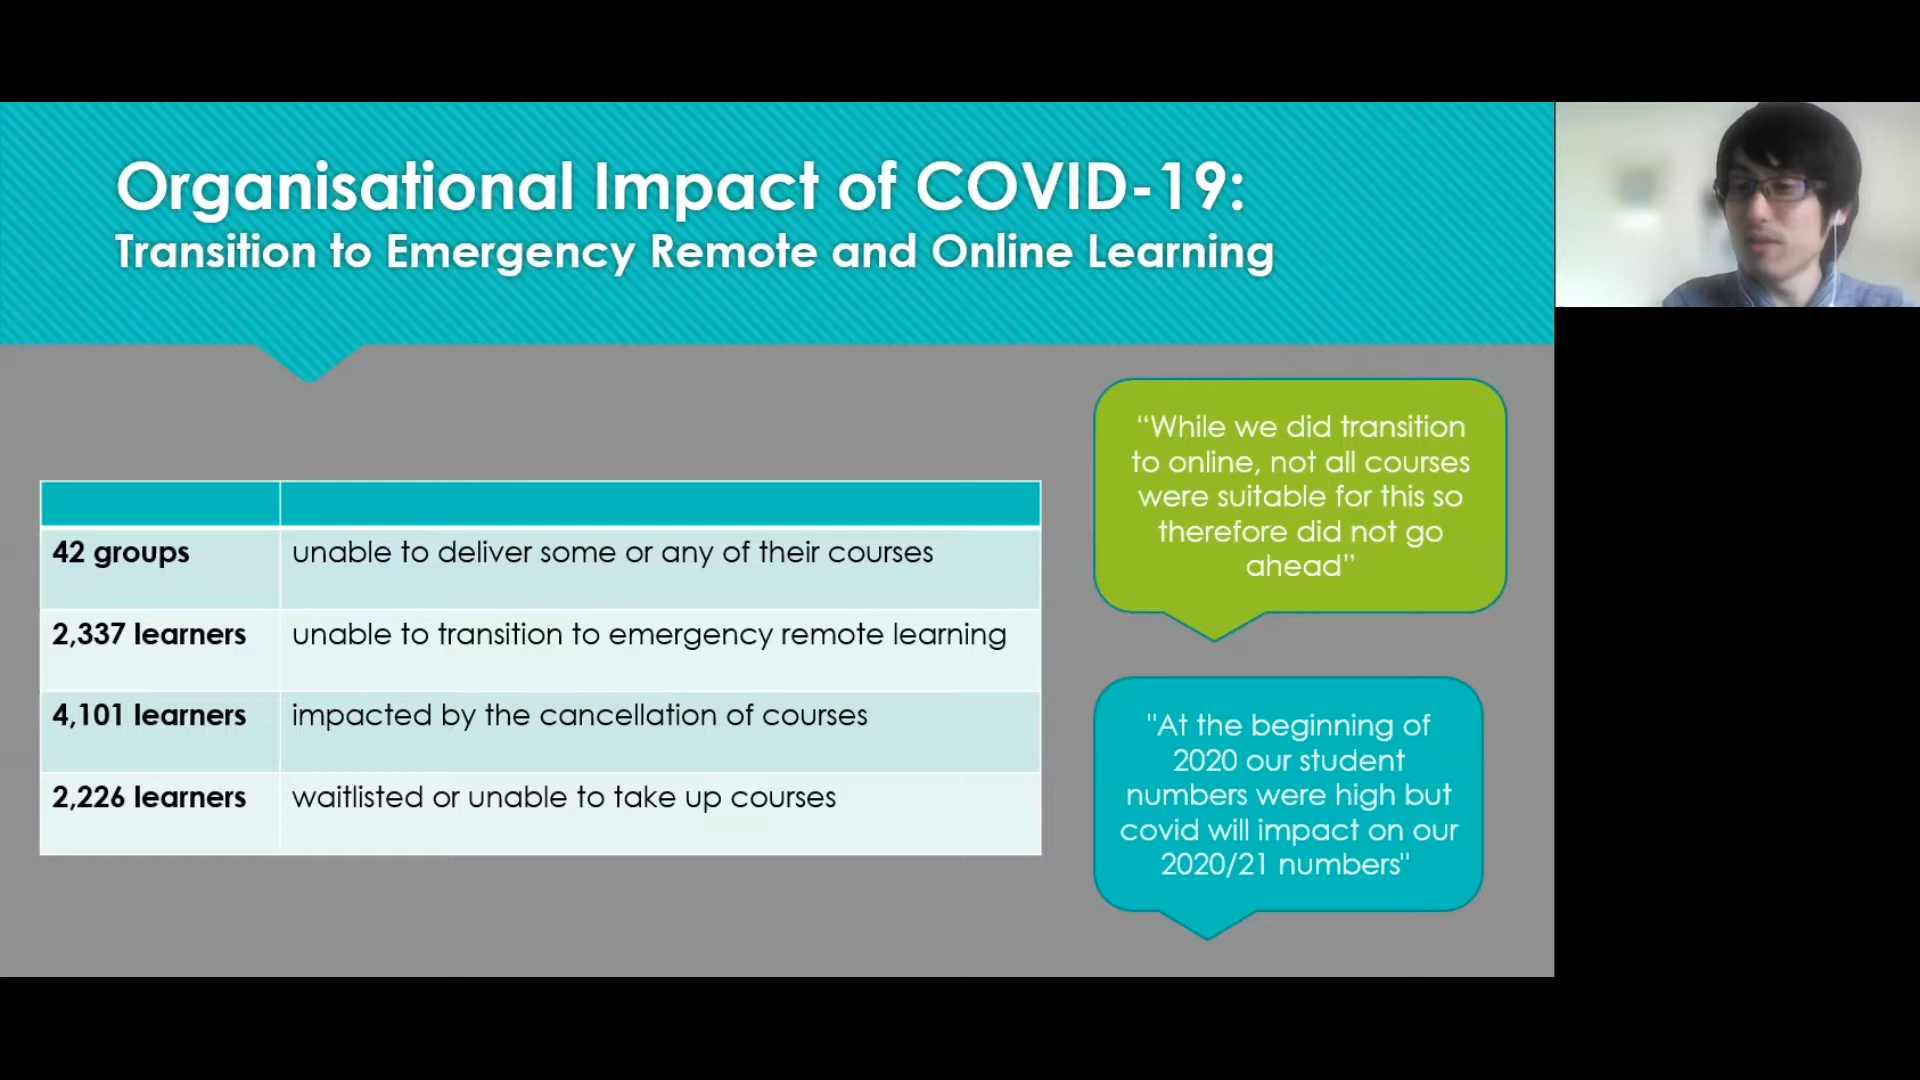 Organisational Impact of COVID-19:
Transition to Emergency Remote and Online Learning
42 groups unable to deliver some or any of their courses
2,337 learners unable to transition to emergency remote learning
4,101 learners impacted by the cancellation of courses
2,226 learners waitlisted or unable to take up courses
“While we did transition
to online, not all courses
were suitable for this so
therefore did not go
ahead”
"At the beginning of
2020 our student
numbers were high but
covid will impact on our
2020/21 numbers"